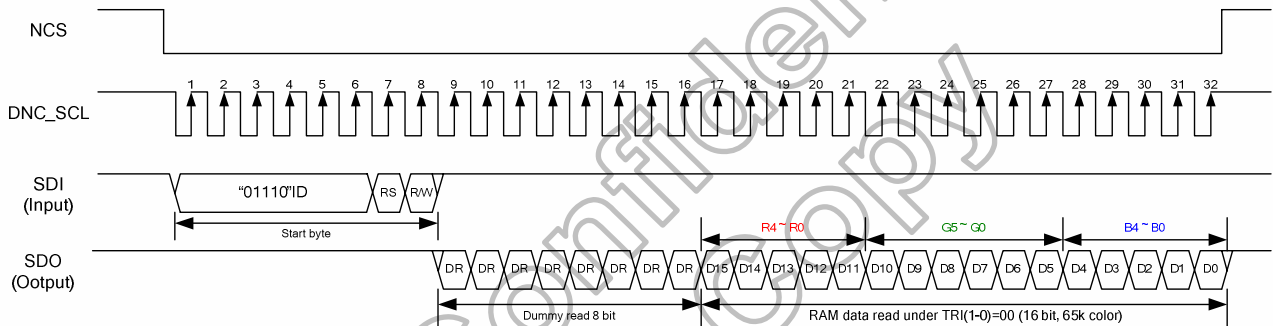 NCS
1 2 3 4 5 6 7 8 9 10 11 12 13 14 15 16 17 18 19 20 21 22 23 24 25 26 27 28 29 30 31 32
DNC_SCL
SDI
(Input)
"01110"ID RS R/W
Start byte
R4 ~ R0 G5 ~ G0 B4 ~ B0
SDO
(Ootput)
DR DR DR DR DR DR DR DR D15 D14 D13 D12 D11 D10 D9 D8 D7 D6 D5 D4 D3 D2 D1 D0
Dummy read 8 bit
RAM data read under TRI(1-0)=00 (16 bit, 65k color)
Copy